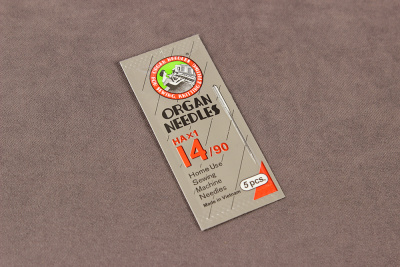 ORGAN
NEEDLES
HAX1
14/90
Home Use
Sewing
Machine
Needles
5 pcs.
Made in Vietnam